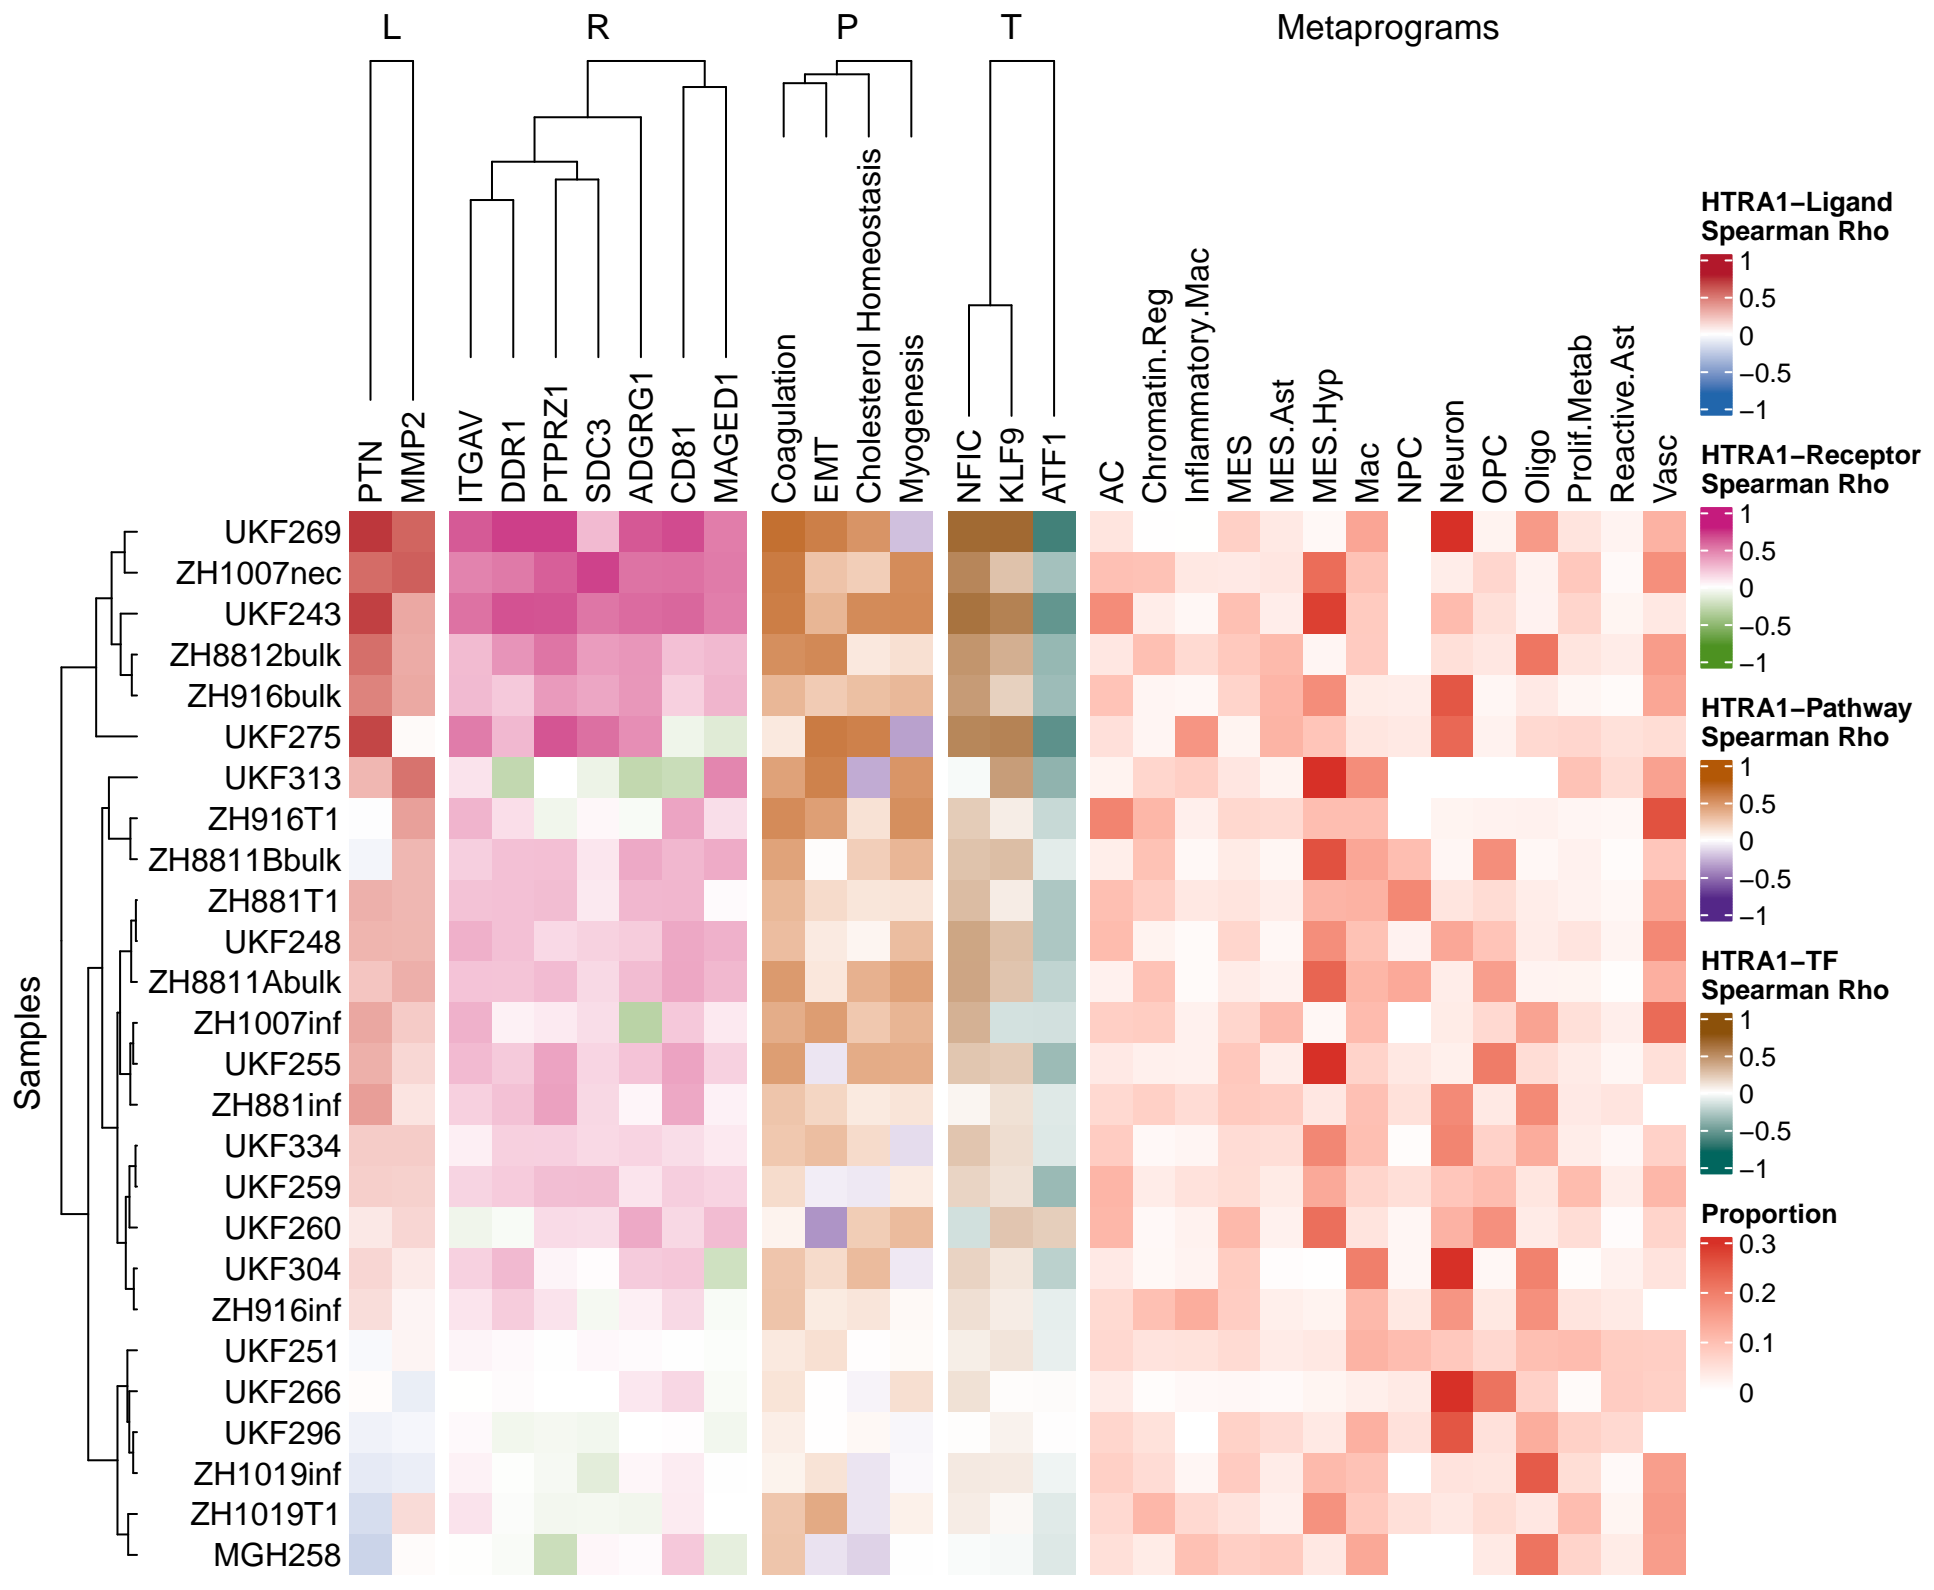 L R P T Metaprograms
PTN
MMP2
ITGAV
DDR1
PTPRZ1
SDC3
ADGRG1
CD81
MAGED1
Coagulation
EMT
Cholesterol Homeostasis
Myogenesis
NFIC
KLF9
ATF1
AC
Chromatin.Reg
Inflammatory.Mac
MES
MES.Ast
MES.Hyp
Mac
NPC
Neuron
OPC
Oligo
Prolif.Metab
Reactive.Ast
Vasc
Samples
UKF269
ZH1007nec
UKF243
ZH8812bulk
ZH916bulk
UKF275
UKF313
ZH916T1
ZH8811Bbulk
ZH881T1
UKF248
ZH8811Abulk
ZH1007inf
UKF255
ZH881inf
UKF334
UKF259
UKF260
UKF304
ZH916inf
UKF251
UKF266
UKF296
ZH1019inf
ZH1019T1
MGH258
HTRA1−Ligand
Spearman Rho
1
0.5
0
−0.5
−1
HTRA1−Receptor
Spearman Rho
1
0.5
0
−0.5
−1
HTRA1−Pathway
Spearman Rho
1
0.5
0
−0.5
−1
HTRA1−TF
Spearman Rho
1
0.5
0
−0.5
−1
Proportion
0.3
0.2
0.1
0